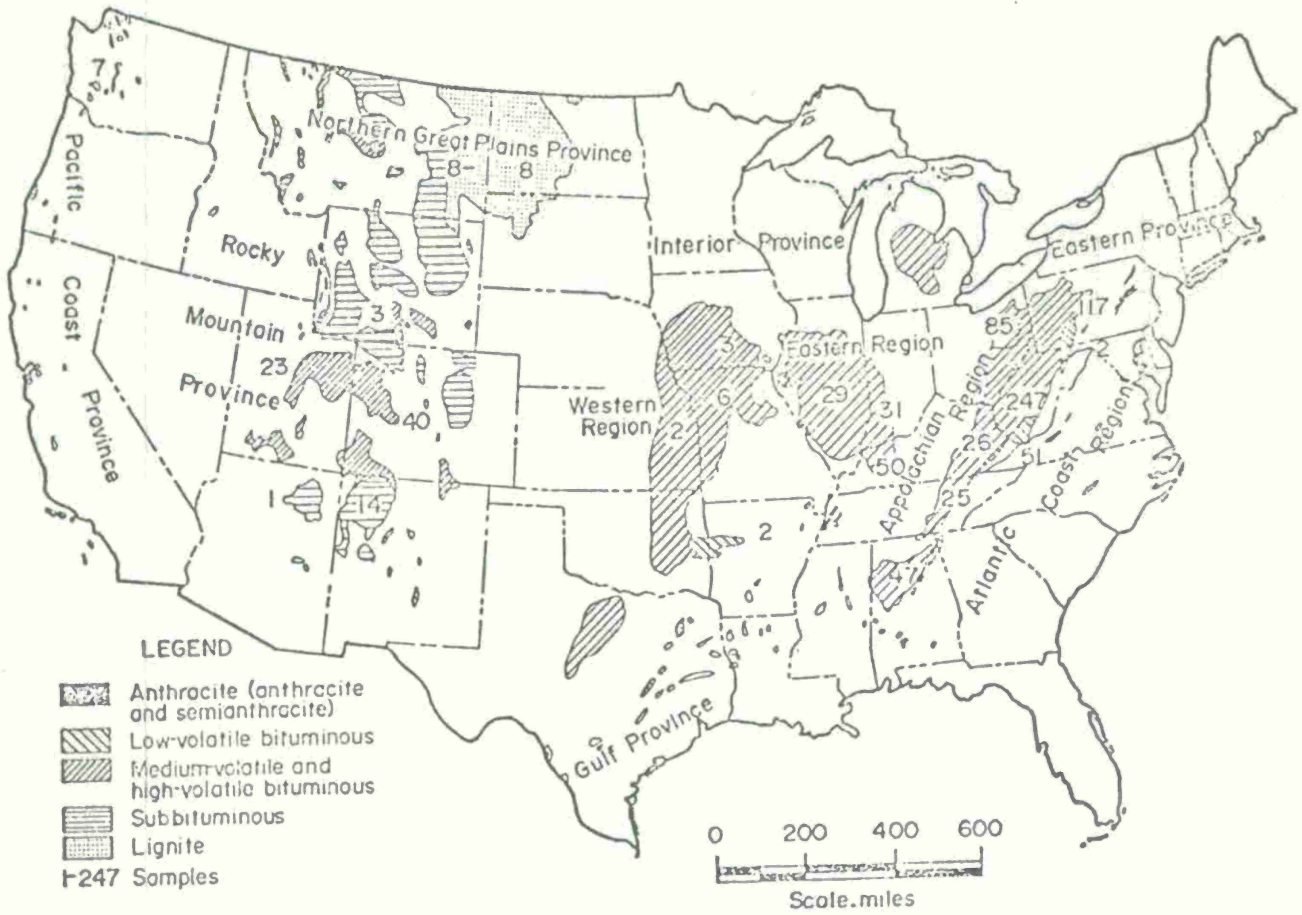 7
Pacific
Coast
Province
Northern Great Plains Province
8
8
Rocky
Mountain
Province
3
23
40
1
14
Interior Province
Western
Region
3
6
2
2
Eastern Region
29
31
50
Eastern Province
Appalachian Region
85
117
2
247
26
51
25
47
Atlantic Coast Region
Gulf Province
LEGEND
Anthracite (anthracite
and semianthracite)
Low-volatile bituminous
Medium-volatile and
high-volatile bituminous
Subbituminous
Lignite
247 Samples
0 200 400 600
Scale.miles